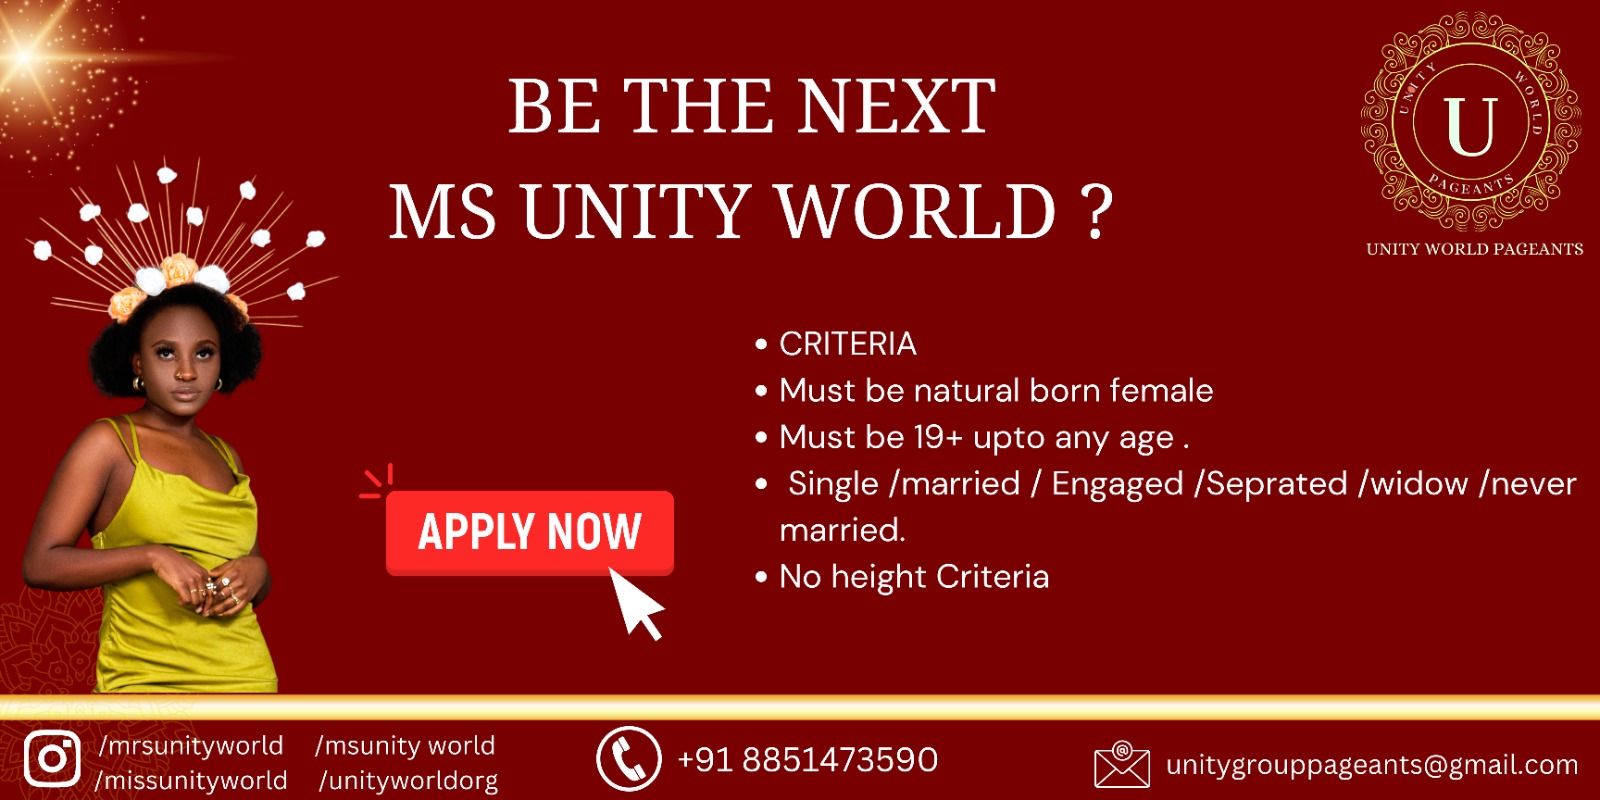 BE THE NEXT
MS UNITY WORLD ?
UNITY WORLD PAGEANTS
U
UNITY WORLD PAGEANTS
• CRITERIA
• Must be natural born female
• Must be 19+ upto any age .
• Single /married / Engaged /Seprated /widow /never
married.
• No height Criteria
APPLY NOW
/mrsunityworld /msunity world
/missunityworld /unityworldorg
+91 8851473590
@
unitygrouppageants@gmail.com